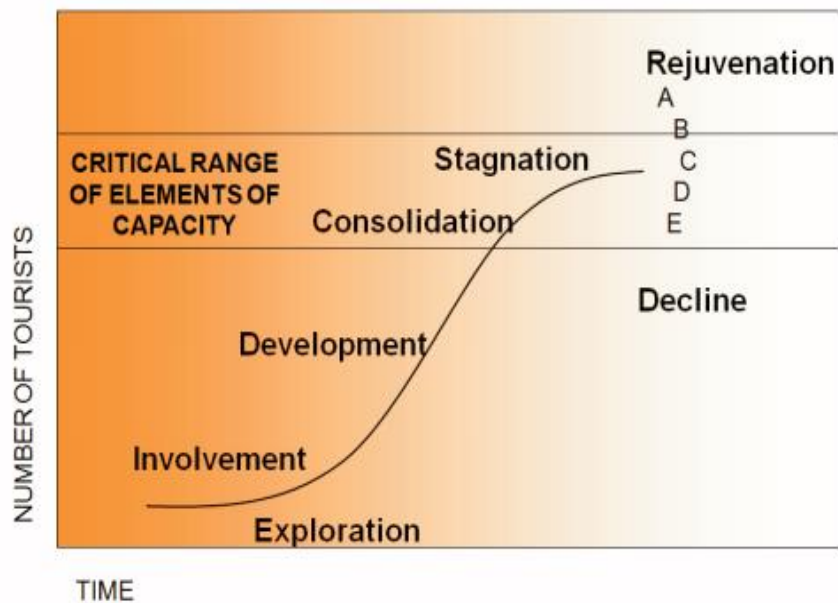 Rejuvenation
A
B
CRITICAL RANGE
OF ELEMENTS OF
CAPACITY
Stagnation
C
D
Consolidation
E
Decline
Development
Involvement
Exploration
NUMBER OF TOURISTS
TIME